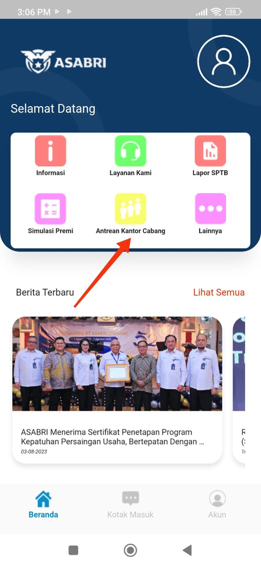 3:06 PM
ASABRI
Selamat Datang
Informasi
Layanan Kami
Lapor SPTB
Simulasi Premi
Antrean Kantor Cabang
Lainnya
Berita Terbaru
Lihat Semua
ASABRI Menerima Sertifikat Penetapan Program
Kepatuhan Persaingan Usaha, Bertepatan Dengan ...
03-08-2023
Beranda
Kotak Masuk
Akun